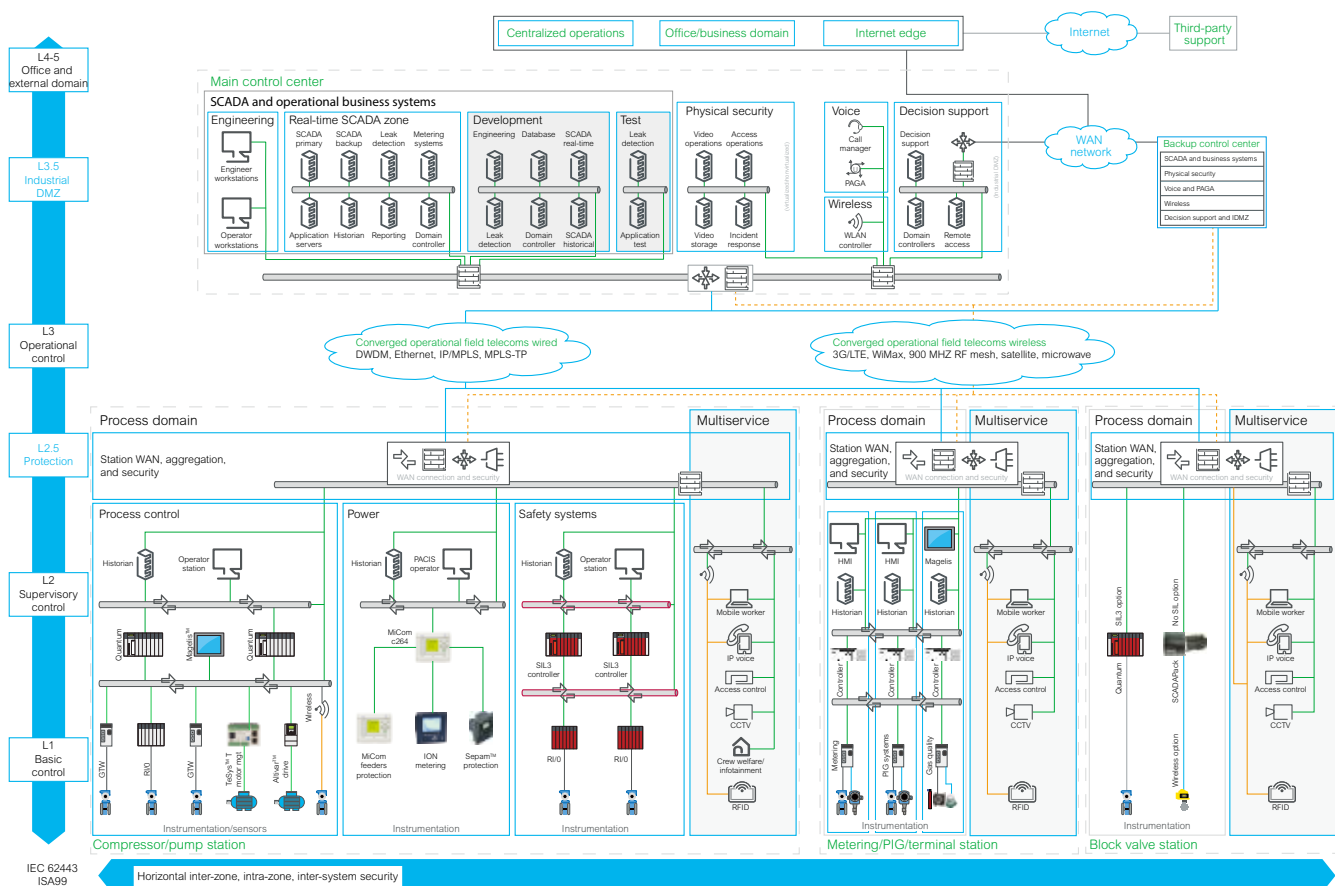 Centralized operations
Office/business domain
Internet edge
Internet
Third-party
support
L4-5
Office and
external domain
L3.5
Industrial
DMZ
L3
Operational
control
L2.5
Protection
L2
Supervisory
control
L1
Basic
control
IEC 62443
ISA99
Main control center
SCADA and operational business systems
Engineering
Engineer
workstations
Operator
workstations
Real-time SCADA zone
SCADA
primary
SCADA
backup
Leak
detection
Metering
systems
Application
servers
Historian
Reporting
Domain
controller
Development
Engineering
Database
SCADA
real-time
Leak
detection
Domain
controller
SCADA
historical
Test
Leak
detection
Application
test
Physical security
Video
operations
Access
operations
Video
storage
Incident
response
Voice
Call
manager
PAGA
Wireless
WLAN
controller
Decision support
Decision
support
Domain
controllers
Remote
access
WAN
network
Backup control center
SCADA and business systems
Physical security
Voice and PAGA
Wireless
Decision support and IDMZ
Converged operational field telecoms wired
DWDM, Ethernet, IP/MPLS, MPLS-TP
Converged operational field telecoms wireless
3G/LTE, WiMax, 900 MHZ RF mesh, satellite, microwave
Process domain
Multiservice
Station WAN, aggregation,
and security
WAN connection and security
Process control
Historian
Operator
station
Quantum
Magelis™
Quantum
Wireless
GTW
RI/0
GTW
TeSys™ T
motor mgt
Altivar™
drive
Instrumentation/sensors
Power
Historian
PACIS
operator
MiCom
c264
MiCom
feeders
protection
ION
metering
Sepam™
protection
Instrumentation
Safety systems
Historian
Operator
station
SIL3
controller
SIL3
controller
RI/0
RI/0
Instrumentation
Mobile worker
IP voice
Access control
CCTV
Crew welfare/
infotainment
RFID
Compressor/pump station
Process domain
Multiservice
Station WAN,
aggregation,
and security
WAN connection and security
HMI
HMI
Magelis
Historian
Historian
Historian
Controller
Controller
Controller
Metering
PIG systems
Gas quality
Instrumentation
Mobile worker
IP voice
Access control
CCTV
RFID
Metering/PIG/terminal station
Process domain
Multiservice
Station WAN,
aggregation,
and security
WAN connection and security
SIL3 option
No SIL option
Quantum
SCADAPack
Wireless option
Instrumentation
Mobile worker
IP voice
Access control
CCTV
RFID
Block valve station
Horizontal inter-zone, intra-zone, inter-system security